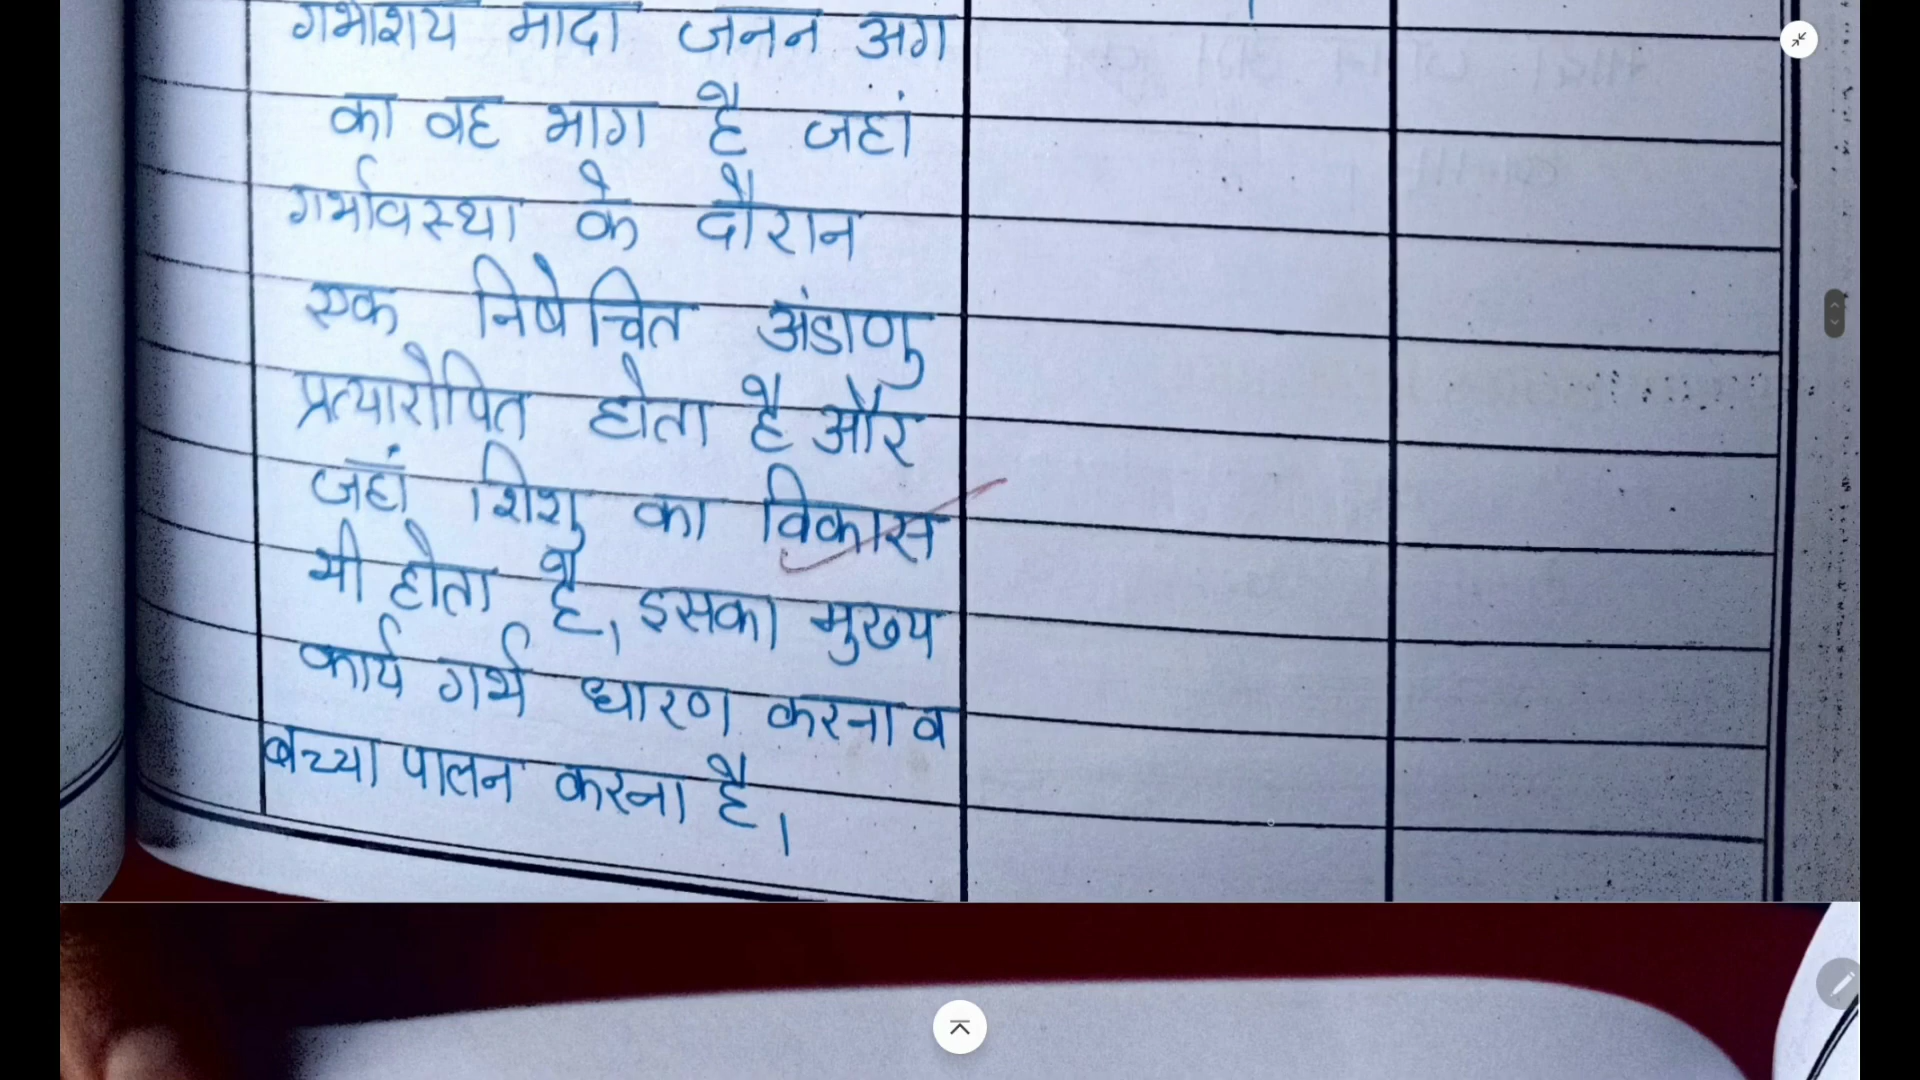 गर्भाशय मादा जनन अंग
का वह भाग है जहां
गर्भावस्था के दौरान
एक निषेचित अंडाणु
प्रत्यारोपित होता है और
जहां शिशु का विकास
भी होता है, इसका मुख्य
कार्य गर्भ धारण करना व
बच्चा पालन करना है।